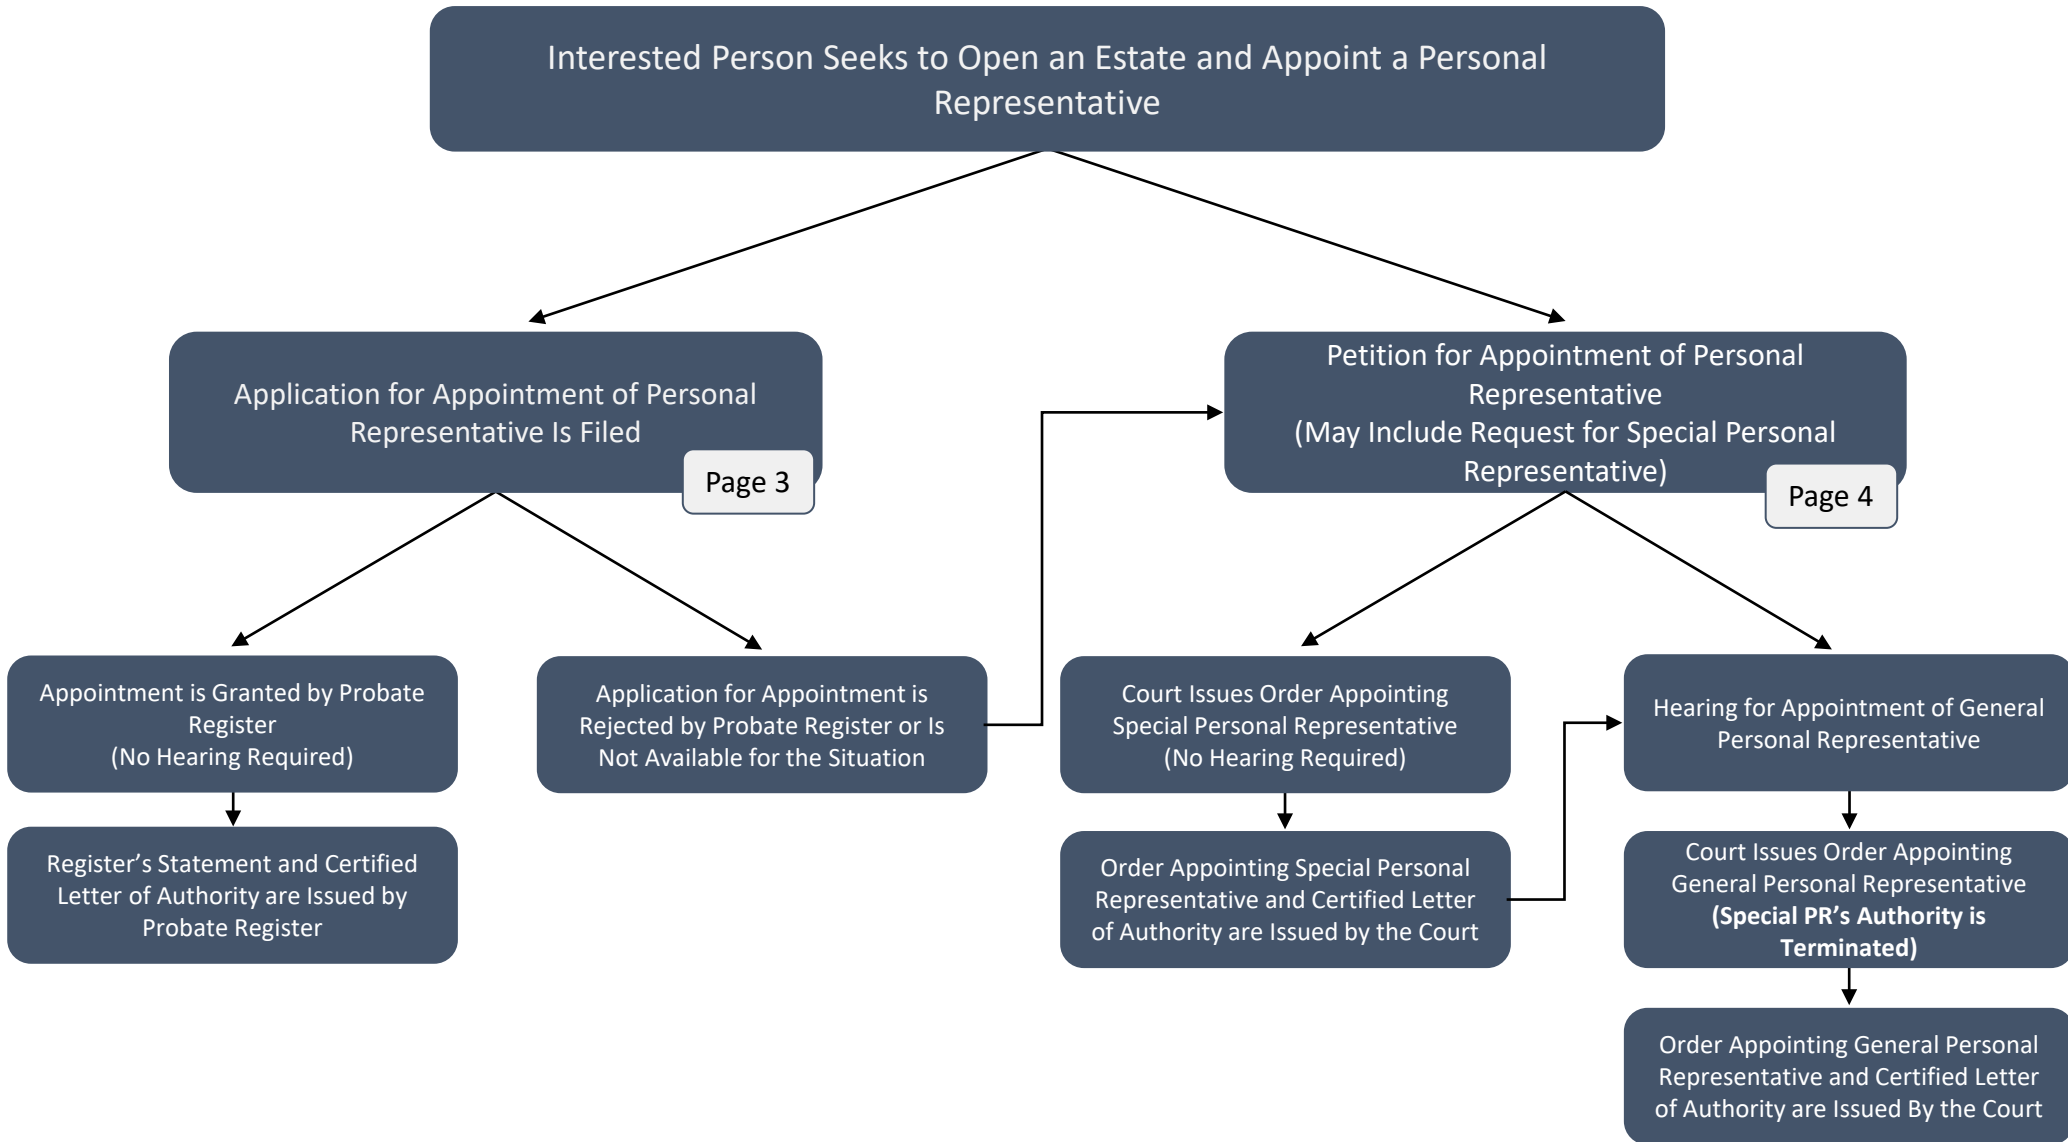 Interested Person Seeks to Open an Estate and Appoint a Personal
Representative
Application for Appointment of Personal
Representative Is Filed
Page 3
Petition for Appointment of Personal
Representative
(May Include Request for Special Personal
Representative)
Page 4
Appointment is Granted by Probate
Register
(No Hearing Required)
Application for Appointment is
Rejected by Probate Register or Is
Not Available for the Situation
Court Issues Order Appointing
Special Personal Representative
(No Hearing Required)
Hearing for Appointment of General
Personal Representative
Register’s Statement and Certified
Letter of Authority are Issued by
Probate Register
Order Appointing Special Personal
Representative and Certified Letter
of Authority are Issued by the Court
Court Issues Order Appointing
General Personal Representative
(Special PR’s Authority is
Terminated)
Order Appointing General Personal
Representative and Certified Letter
of Authority are Issued By the Court